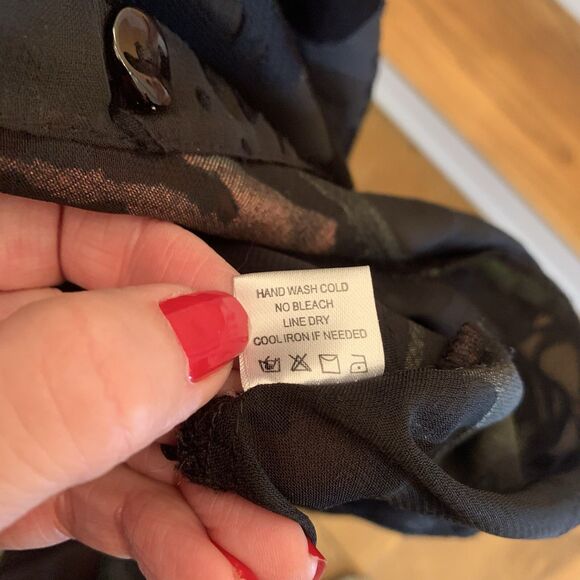 HAND WASH COLD
NO BLEACH
LINE DRY
COOL IRON IF NEEDED